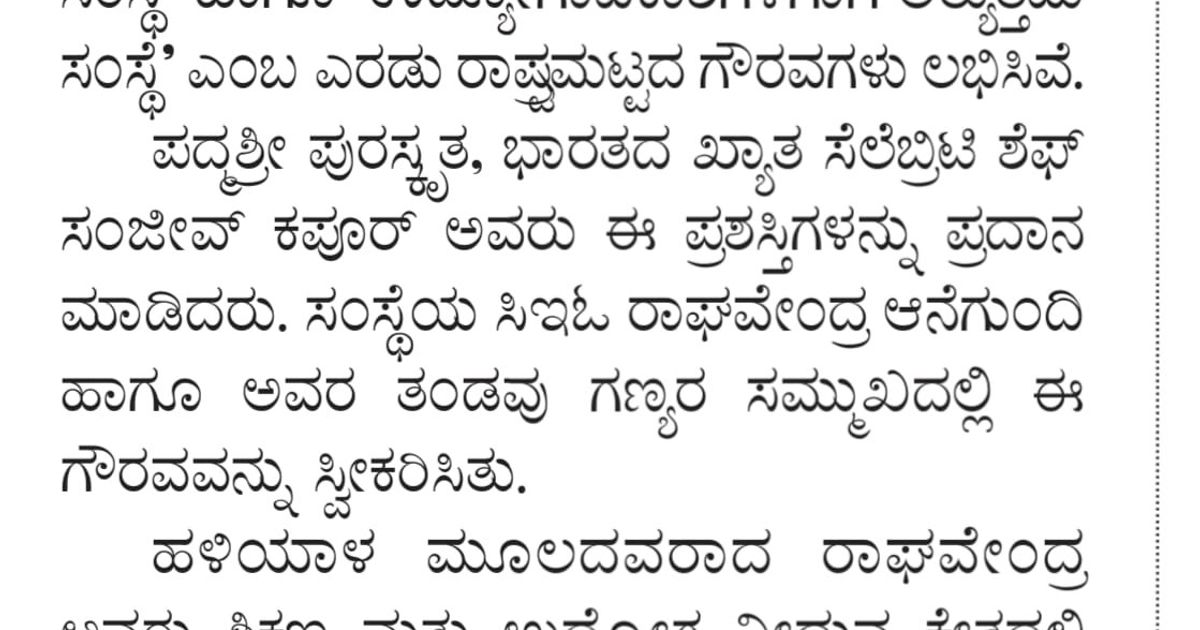 ಸಂಸ್ಥೆ' ಎಂಬ ಎರಡು ರಾಷ್ಟ್ರಮಟ್ಟದ ಗೌರವಗಳು ಲಭಿಸಿವೆ.
ಪದ್ಮಶ್ರೀ ಪುರಸ್ಕೃತ, ಭಾರತದ ಖ್ಯಾತ ಸೆಲೆಬ್ರಿಟಿ ಶೆಫ್
ಸಂಜೀವ್ ಕಪೂರ್ ಅವರು ಈ ಪ್ರಶಸ್ತಿಗಳನ್ನು ಪ್ರದಾನ
ಮಾಡಿದರು. ಸಂಸ್ಥೆಯ ಸಿಇಓ ರಾಘವೇಂದ್ರ ಆನೆಗುಂದಿ
ಹಾಗೂ ಅವರ ತಂಡವು ಗಣ್ಯರ ಸಮ್ಮುಖದಲ್ಲಿ ಈ
ಗೌರವವನ್ನು ಸ್ವೀಕರಿಸಿತು.
ಹಳಿಯಾಳ ಮೂಲದವರಾದ ರಾಘವೇಂದ್ರ